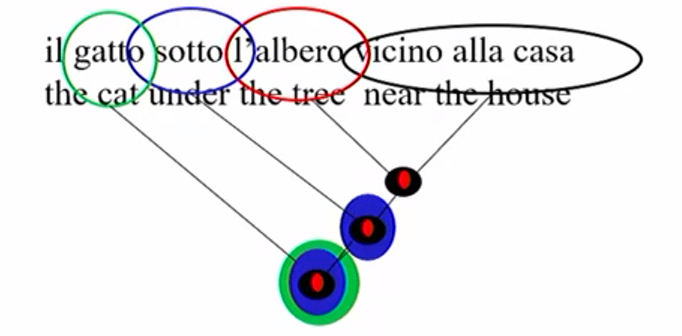 il gatto sotto l'albero vicino alla casa
the cat under the tree near the house